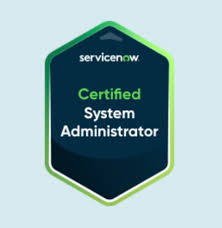 servicenow.
Certified
System
Administrator